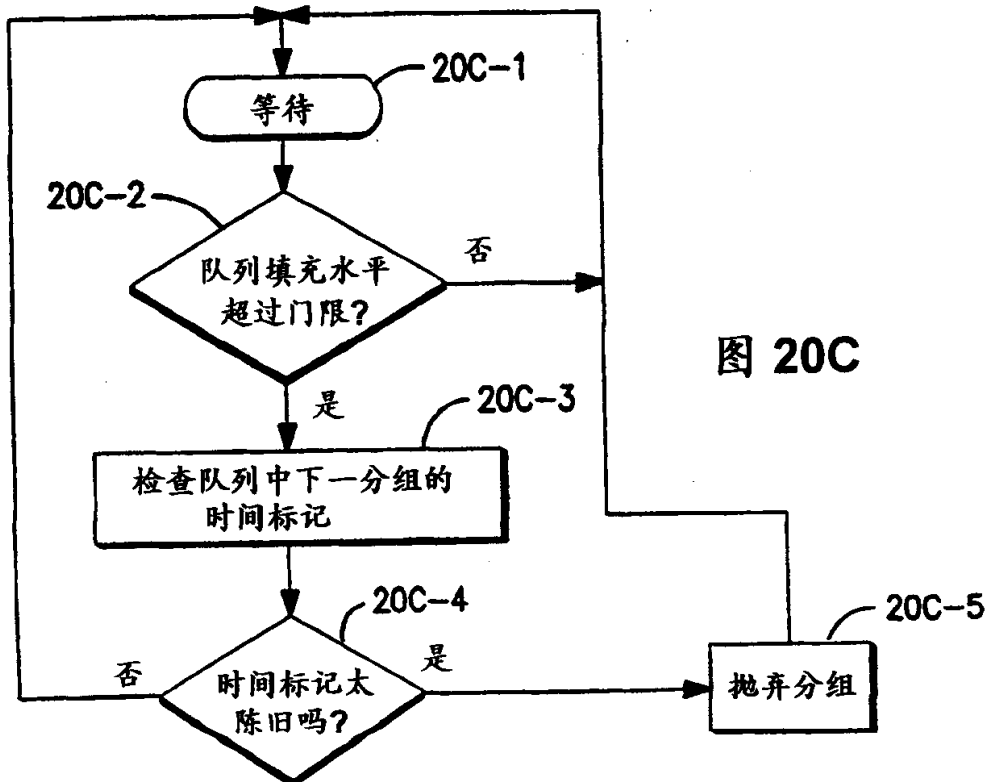 20C-1
等待
20C-2
队列填充水平
超过门限?
否
是
图 20C
20C-3
检查队列中下一分组的
时间标记
20C-4
时间标记太
陈旧吗?
否
是
20C-5
抛弃分组